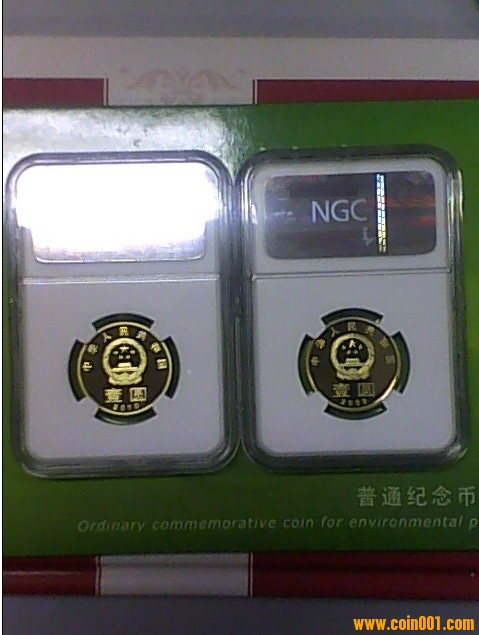 NGC
中华人民共和国
壹圆
中华人民共和国
壹圆
普通纪念币
Ordinary commemorative coin for environmental p
www.coin001.com